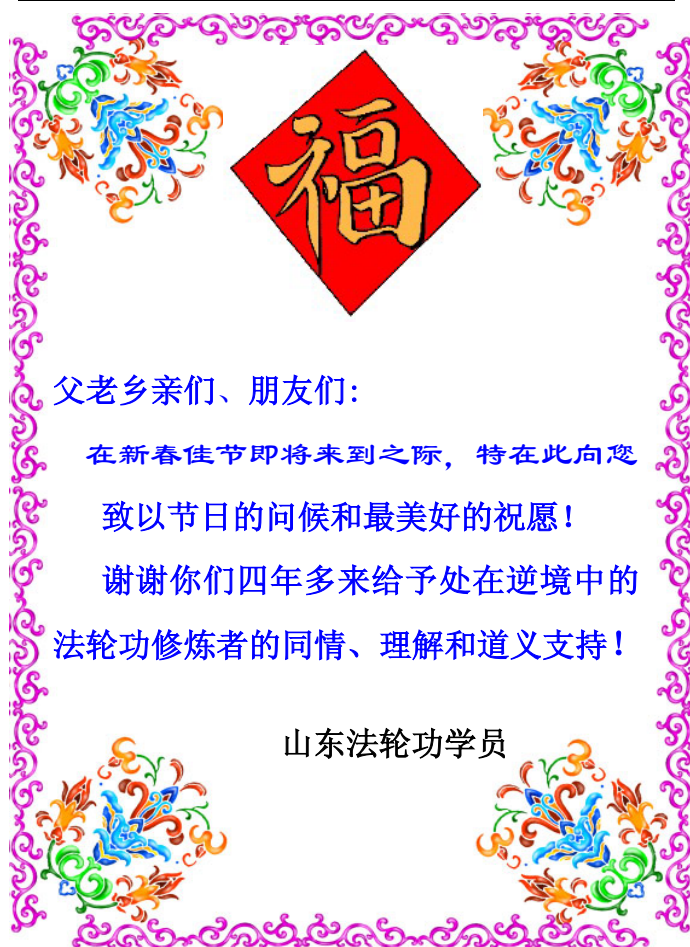 福
父老乡亲们、朋友们:
在新春佳节即将来到之际，特在此向您
致以节日的问候和最美好的祝愿！
谢谢你们四年多来给予处在逆境中的
法轮功修炼者的同情、理解和道义支持！
山东法轮功学员